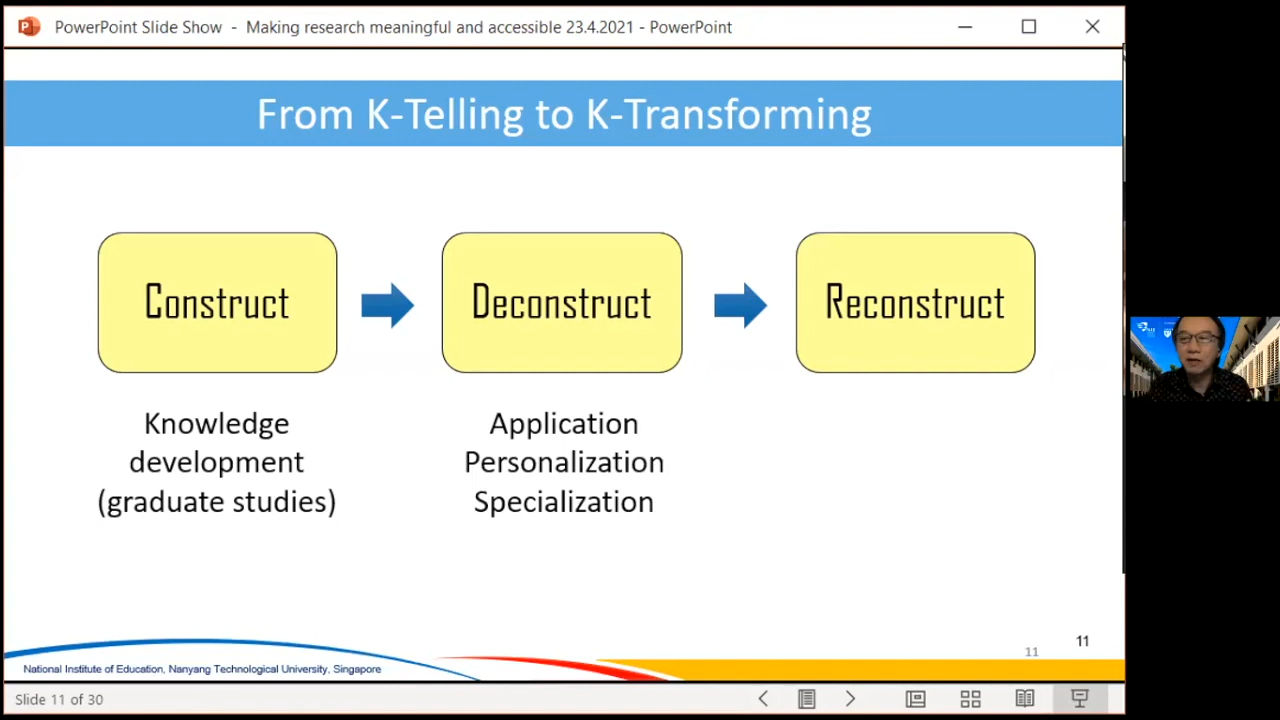 PowerPoint Slide Show - Making research meaningful and accessible 23.4.2021 - PowerPoint
From K-Telling to K-Transforming
Construct
Deconstruct
Reconstruct
Knowledge
development
(graduate studies)
Application
Personalization
Specialization
11
11
National Institute of Education, Nanyang Technological University, Singapore
Slide 11 of 30